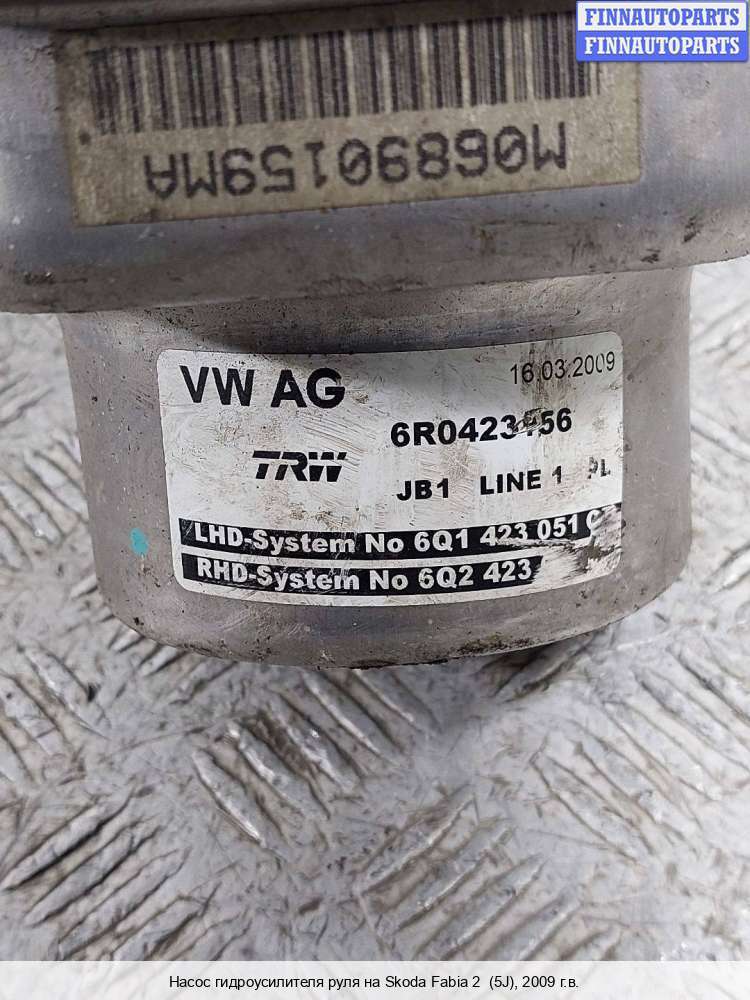 FINNAUTOPARTS
FINNAUTOPARTS
M06890159MA
VW AG
16.03.2009
TRW
JB1 LINE 1
LHD-System No 6Q1 423 051
RHD-System No 6Q2 423
Насос гидроусилителя руля на Skoda Fabia 2 (5J), 2009 г.в.